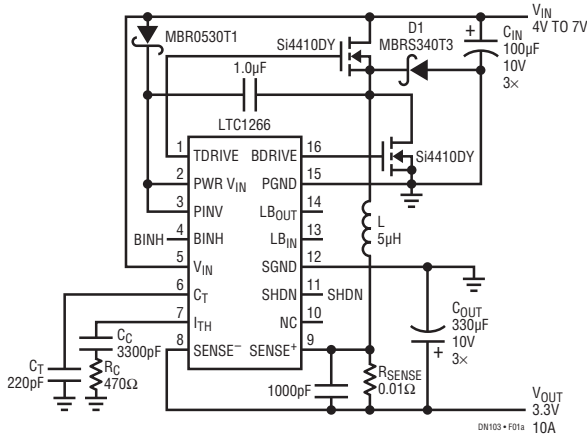 VIN
4V TO 7V
D1
MBRS340T3
CIN
100µF
10V
3×
MBR0530T1
Si4410DY
1.0µF
LTC1266
Si4410DY
1 TDRIVE BDRIVE 16
2 PWR VIN PGND 15
3 PINV LBOUT 14
BINH 4 BINH LBIN 13
5 VIN SGND 12
6 CT SHDN 11 SHDN
7 ITH NC 10
8 SENSE− SENSE+ 9
L
5µH
CC
3300pF
CT
220pF
RC
470Ω
1000pF
RSENSE
0.01Ω
COUT
330µF
10V
3×
VOUT
3.3V
10A
DN103 • F01a